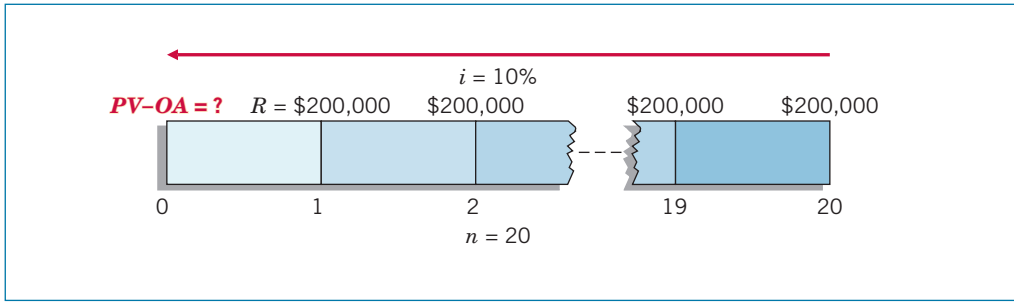 i = 10%
PV–OA = ? R = $200,000 $200,000 $200,000 $200,000
0 1 2 19 20
n = 20